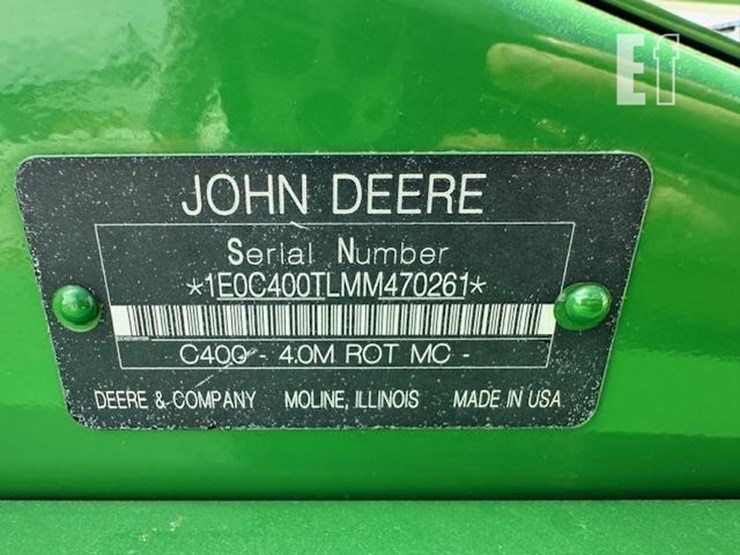 Ef
JOHN DEERE
Serial Number
*1E0C400TLMM470261*
C400 - 4.0M ROT MC -
DEERE & COMPANY MOLINE, ILLINOIS MADE IN USA